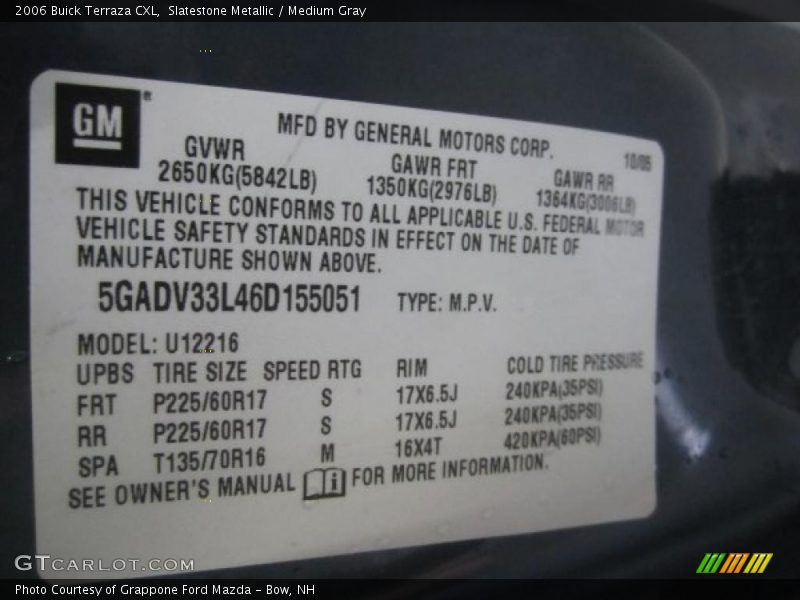 2006 Buick Terraza CXL, Slatestone Metallic / Medium Gray
GM
MFD BY GENERAL MOTORS CORP.
10/05
GVWR
GAWR FRT
GAWR RR
2650KG(5842LB)
1350KG(2976LB)
1364KG(3006LB)
THIS VEHICLE CONFORMS TO ALL APPLICABLE U.S. FEDERAL MOTOR
VEHICLE SAFETY STANDARDS IN EFFECT ON THE DATE OF
MANUFACTURE SHOWN ABOVE.
5GADV33L46D155051 TYPE: M.P.V.
MODEL: U12216
UPBS TIRE SIZE SPEED RTG RIM COLD TIRE PRESSURE
FRT P225/60R17 S 17X6.5J 240KPA(35PSI)
RR P225/60R17 S 17X6.5J 240KPA(35PSI)
SPA T135/70R16 M 16X4T 420KPA(60PSI)
SEE OWNER'S MANUAL i FOR MORE INFORMATION.
GTCARLOT.COM
Photo Courtesy of Grappone Ford Mazda - Bow, NH